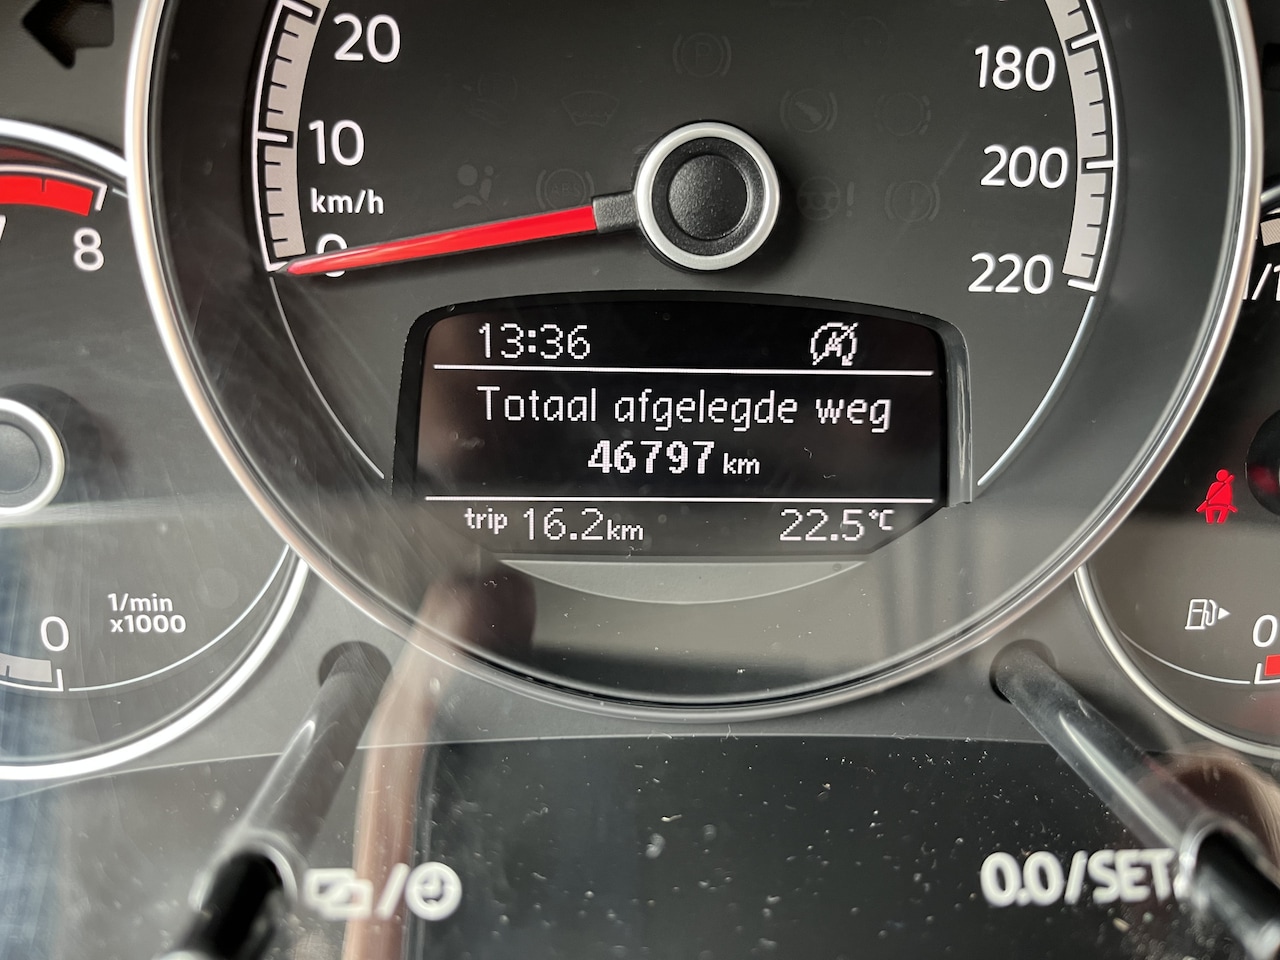 20
10
km/h
0
180
200
220
8
13:36
Totaal afgelegde weg
46797 km
trip 16.2km 22.5°C
1/min
x1000
0
0
0.0/SET